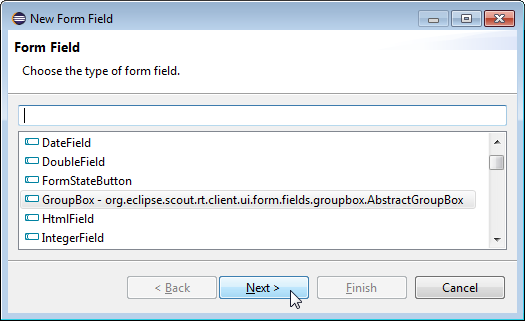 New Form Field
Form Field
Choose the type of form field.
DateField
DoubleField
FormStateButton
GroupBox - org.eclipse.scout.rt.client.ui.form.fields.groupbox.AbstractGroupBox
HtmlField
IntegerField
< Back Next > Finish Cancel